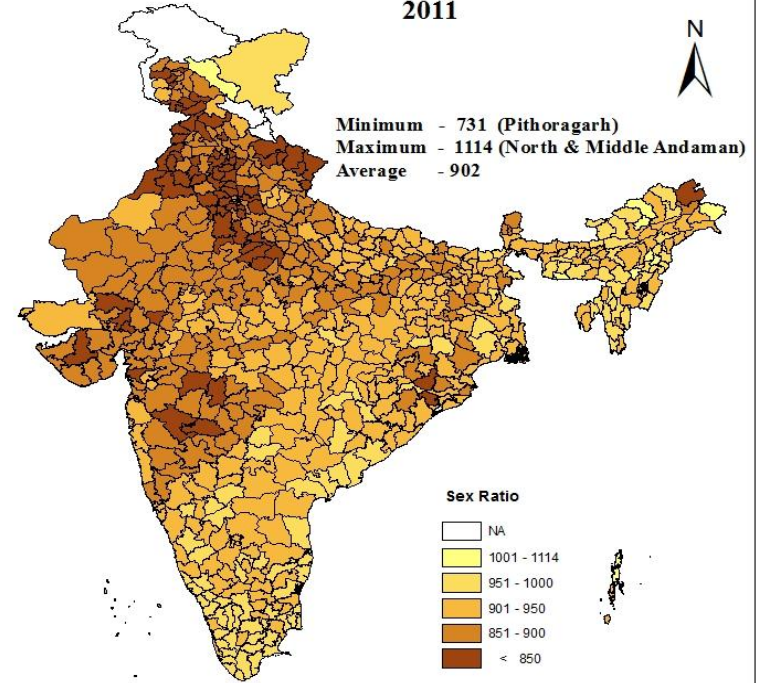 2011
N
Minimum - 731 (Pithoragarh)
Maximum - 1114 (North & Middle Andaman)
Average - 902
Sex Ratio
NA
1001 - 1114
951 - 1000
901 - 950
851 - 900
< 850